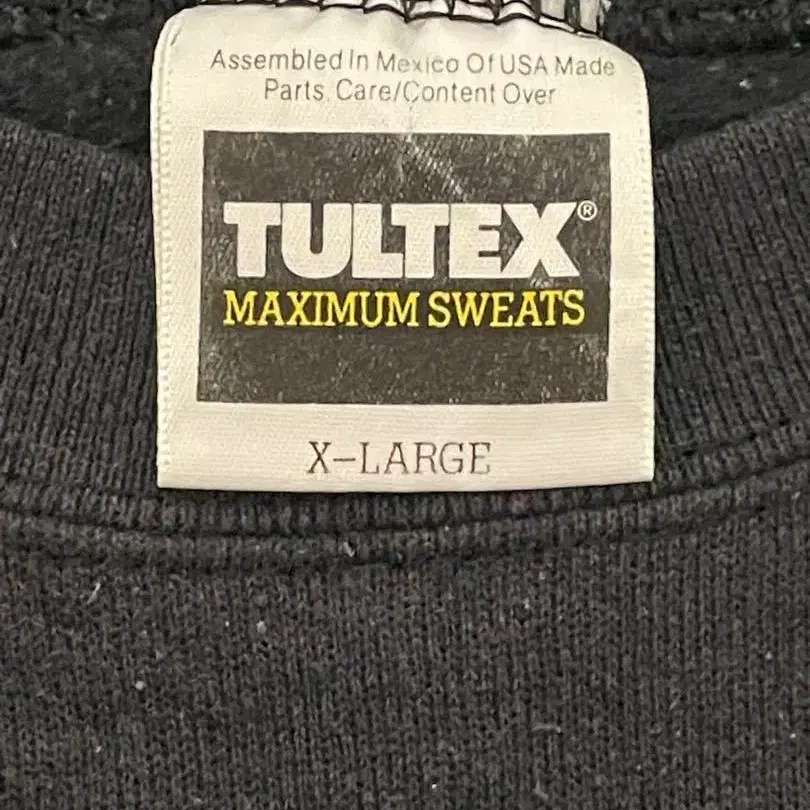 Assembled In Mexico Of USA Made
Parts. Care/Content Over
TULTEX®
MAXIMUM SWEATS
X-LARGE